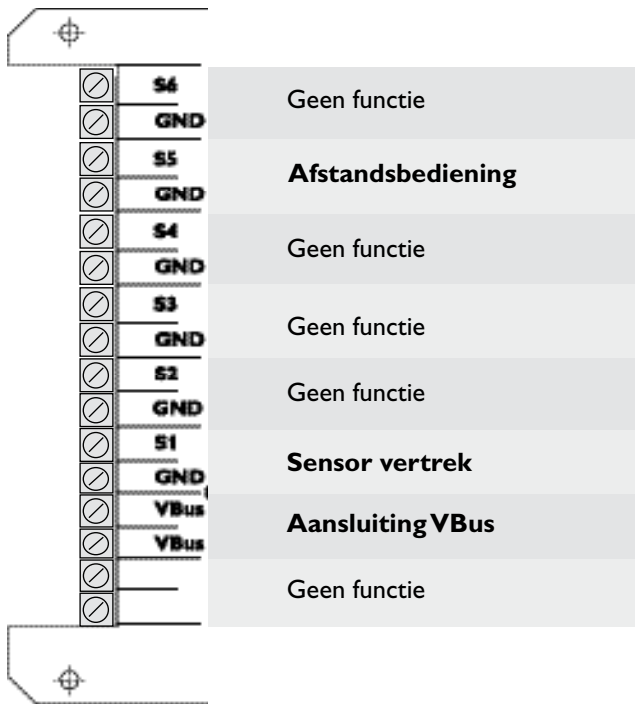 S6
Geen functie
GND
S5
Afstandsbediening
GND
S4
Geen functie
GND
S3
Geen functie
GND
S2
Geen functie
GND
S1
Sensor vertrek
GND
VBus
Aansluiting VBus
VBus
Geen functie